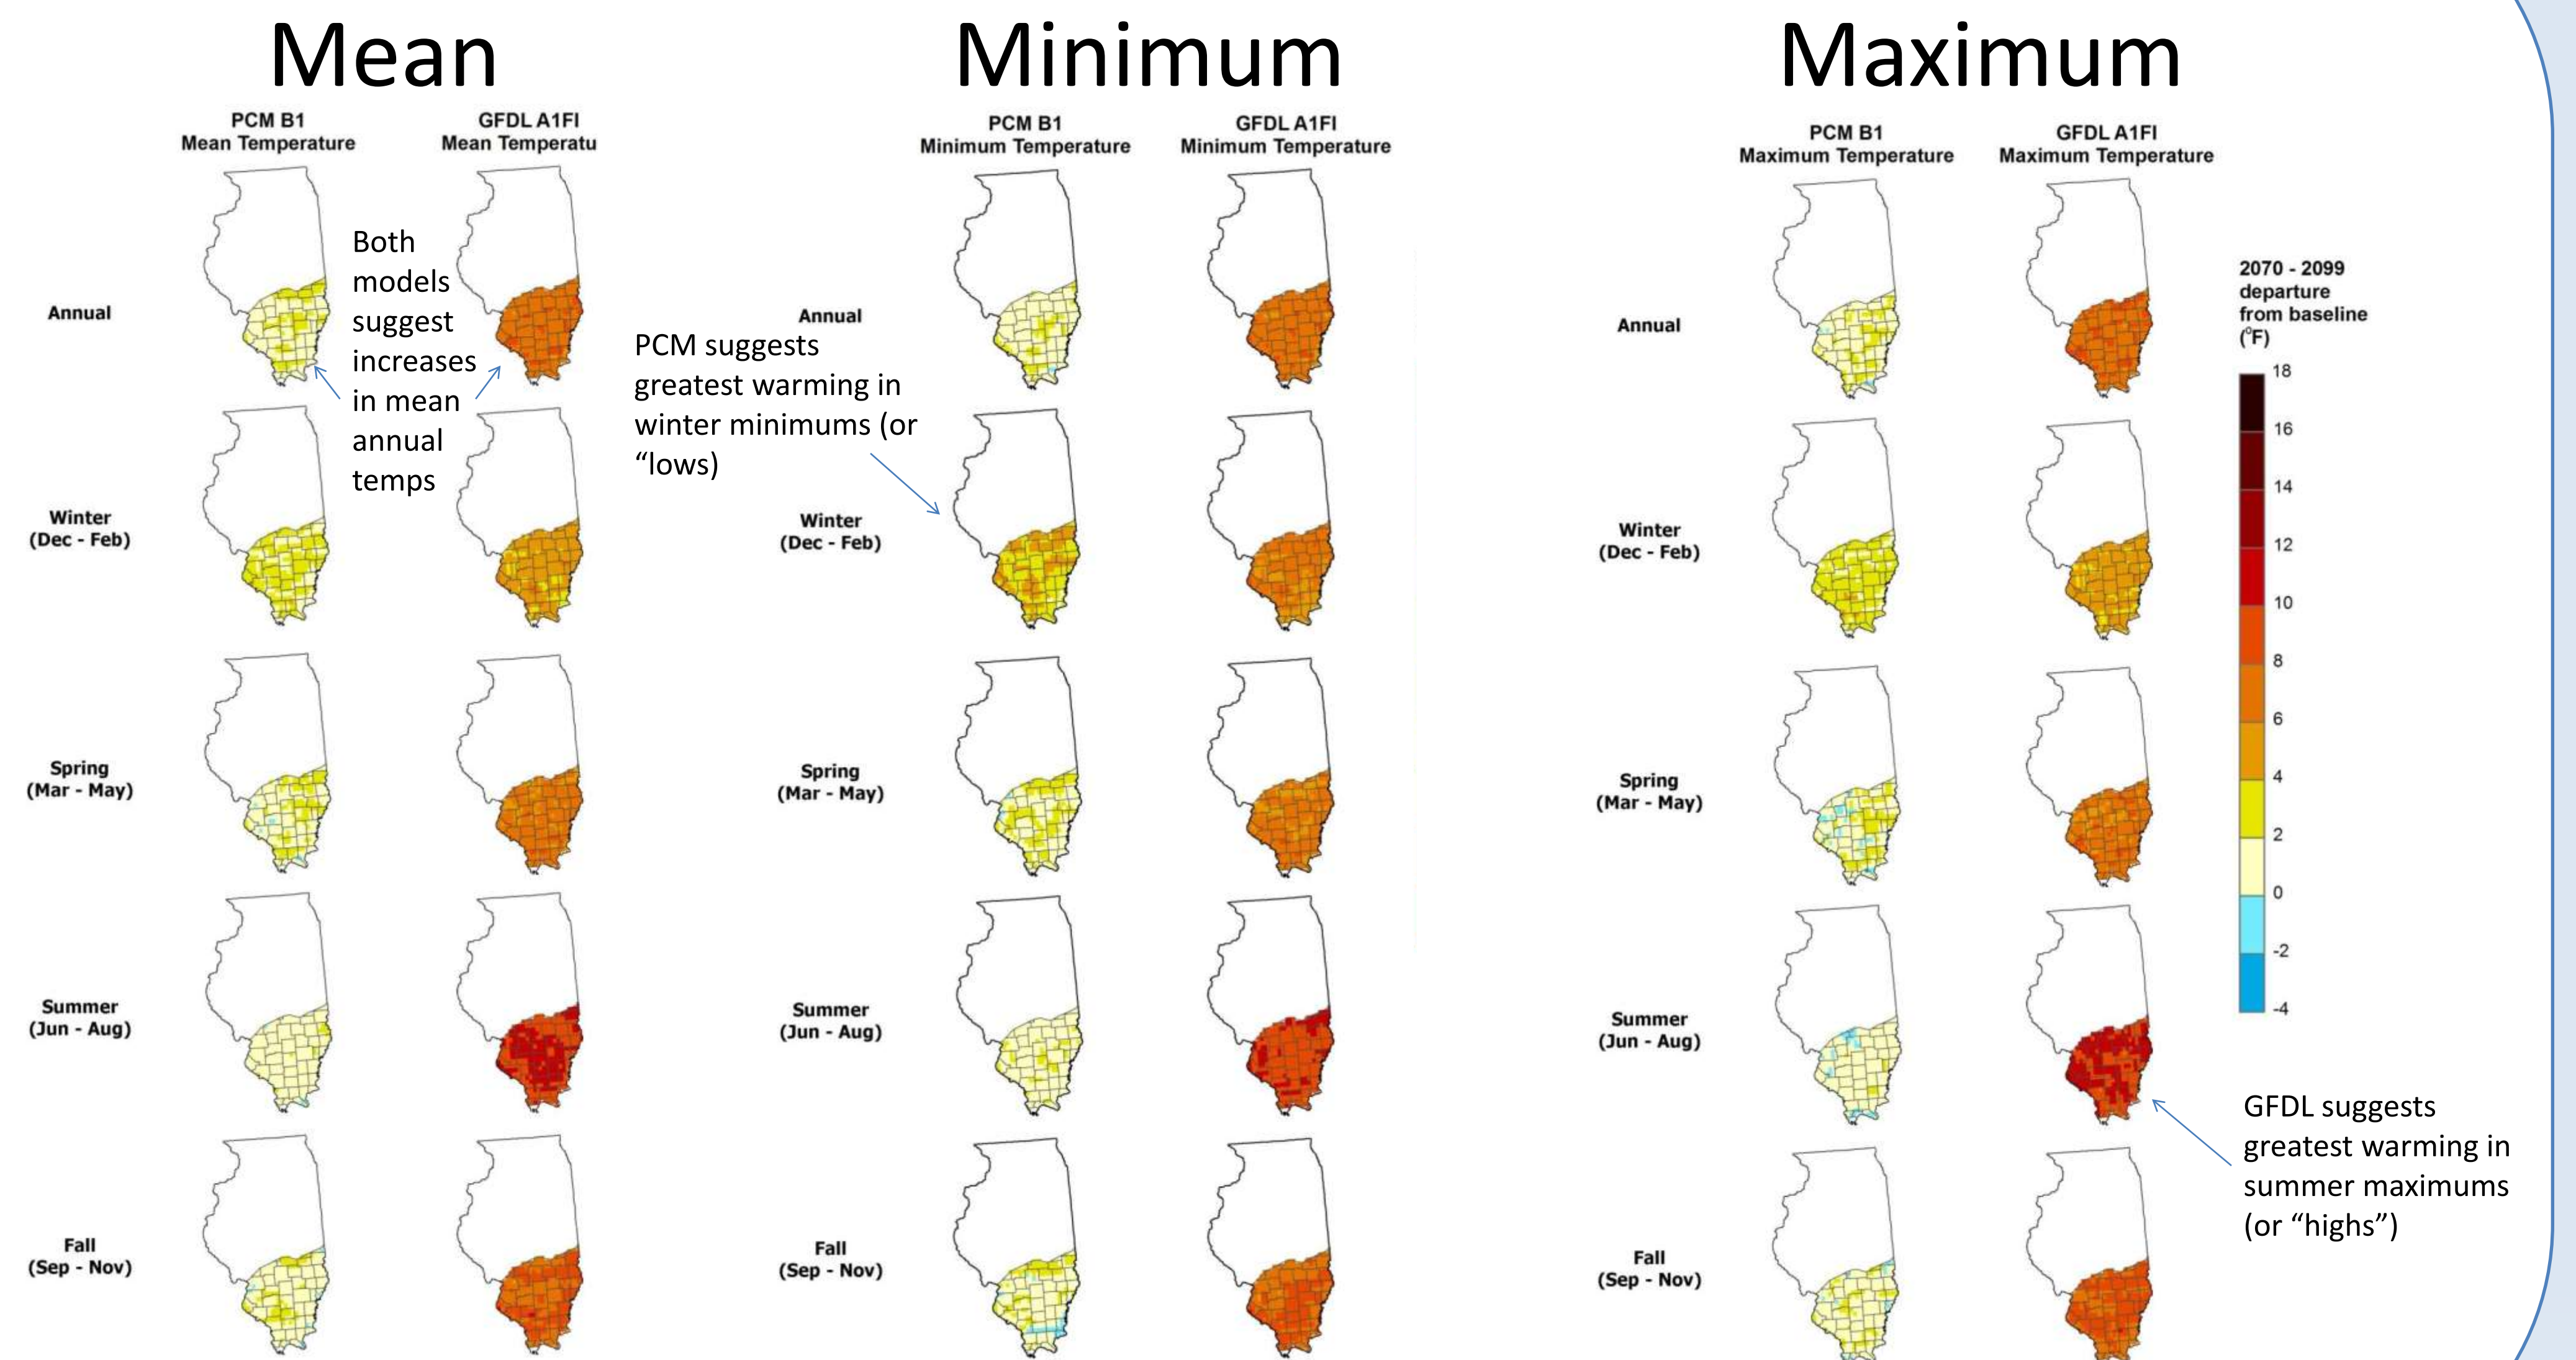 Mean
Minimum
Maximum
PCM B1
Mean Temperature
GFDL A1FI
Mean Temperatu
PCM B1
Minimum Temperature
GFDL A1FI
Minimum Temperature
PCM B1
Maximum Temperature
GFDL A1FI
Maximum Temperature
Annual
Both
models
suggest
increases
in mean
annual
temps
Winter
(Dec - Feb)
Spring
(Mar - May)
Summer
(Jun - Aug)
Fall
(Sep - Nov)
PCM suggests
greatest warming in
winter minimums (or
“lows)
Annual
Winter
(Dec - Feb)
Spring
(Mar - May)
Summer
(Jun - Aug)
Fall
(Sep - Nov)
Annual
Winter
(Dec - Feb)
Spring
(Mar - May)
Summer
(Jun - Aug)
Fall
(Sep - Nov)
2070 - 2099
departure
from baseline
(°F)
18
16
14
12
10
8
6
4
2
0
-2
-4
GFDL suggests
greatest warming in
summer maximums
(or “highs”)